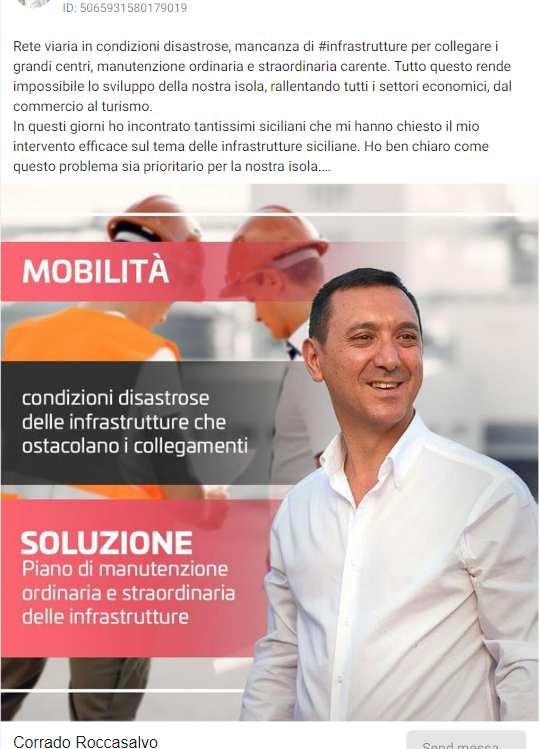 ID: 5065931580179019
Rete viaria in condizioni disastrose, mancanza di #infrastrutture per collegare i
grandi centri, manutenzione ordinaria e straordinaria carente. Tutto questo rende
impossibile lo sviluppo della nostra isola, rallentando tutti i settori economici, dal
commercio al turismo.
In questi giorni ho incontrato tantissimi siciliani che mi hanno chiesto il mio
intervento efficace sul tema delle infrastrutture siciliane. Ho ben chiaro come
questo problema sia prioritario per la nostra isola....
MOBILITÀ
condizioni disastrose
delle infrastrutture che
ostacolano i collegamenti
SOLUZIONE
Piano di manutenzione
ordinaria e straordinaria
delle infrastrutture
Corrado Roccasalvo
Send messa...